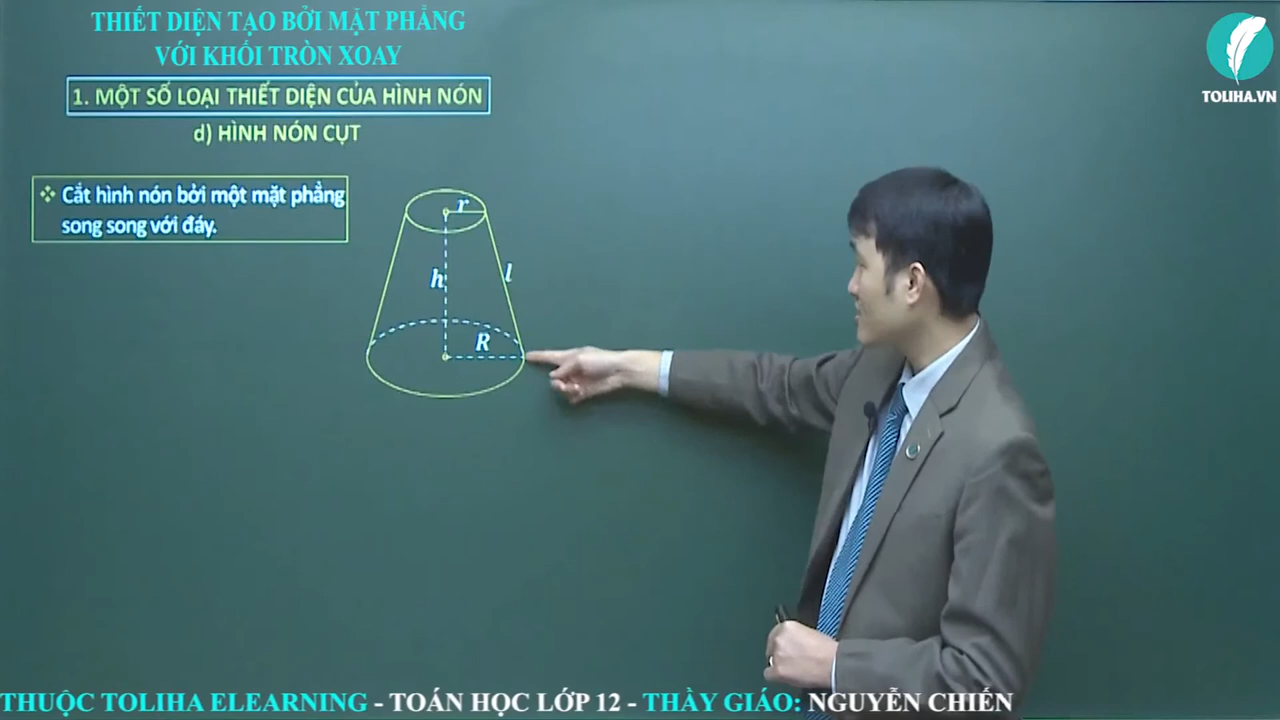 THIẾT DIỆN TẠO BỞI MẶT PHẲNG
VỚI KHỐI TRÒN XOAY
1. MỘT SỐ LOẠI THIẾT DIỆN CỦA HÌNH NÓN
d) HÌNH NÓN CỤT
❖ Cắt hình nón bởi một mặt phẳng
song song với đáy.
r
h
l
R
TOLIHA.VN
THUỘC TOLIHA ELEARNING - TOÁN HỌC LỚP 12 - THẦY GIÁO: NGUYỄN CHIẾN